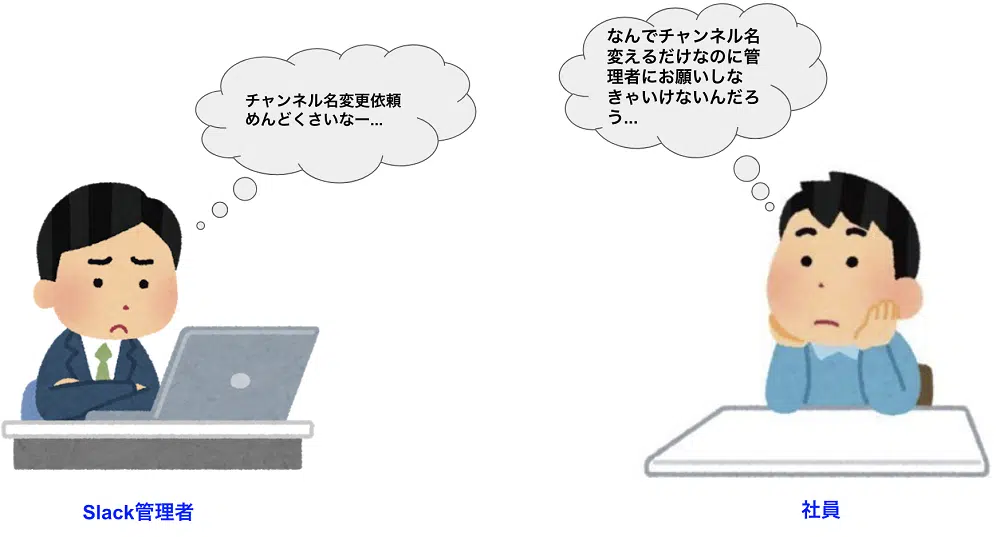 チャンネル名変更依頼
めんどくさいなー...
なんでチャンネル名
変えるだけなのに管
理者にお願いしな
きゃいけないんだろ
う...
Slack管理者
社員